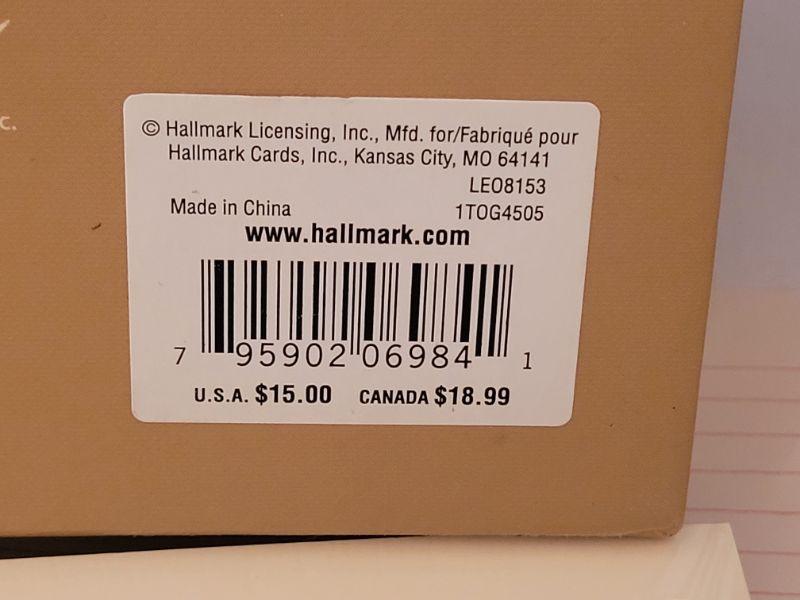 c.
© Hallmark Licensing, Inc., Mfd. for/Fabriqué pour
Hallmark Cards, Inc., Kansas City, MO 64141
LEO8153
Made in China 1TOG4505
www.hallmark.com
7 95902 06984 1
U.S.A. $15.00 CANADA $18.99